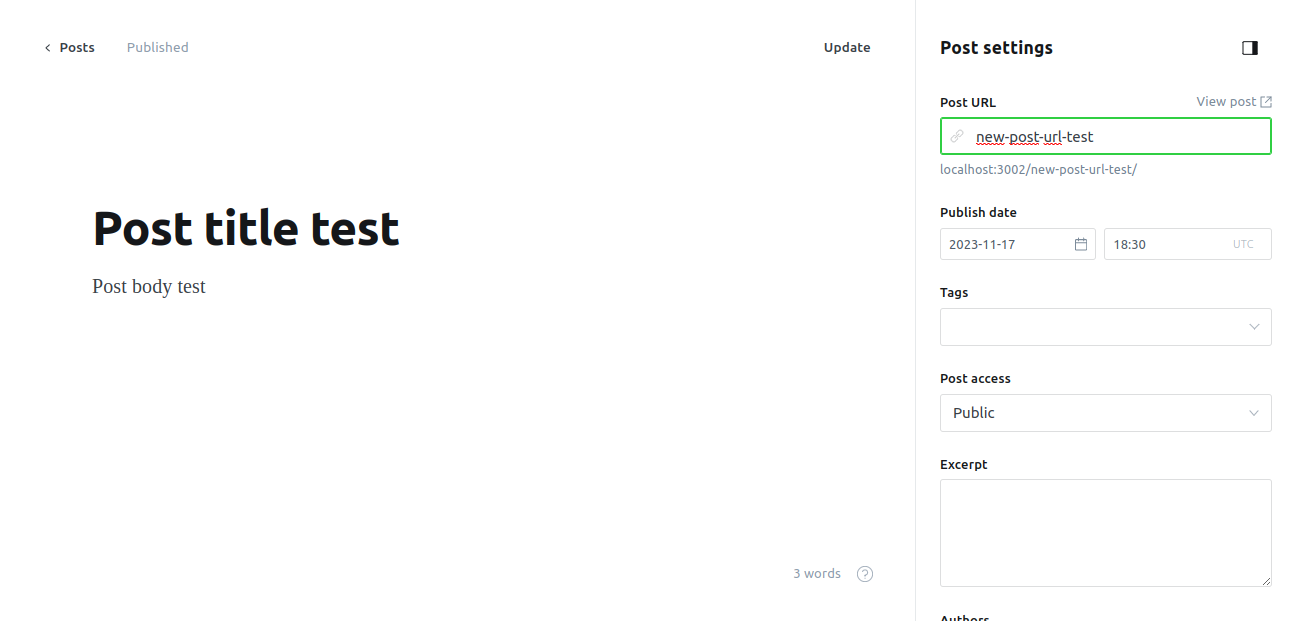 Posts
Published
Update
Post title test
Post body test
3 words
Post settings
Post URL
View post
new-post-url-test
localhost:3002/new-post-url-test/
Publish date
2023-11-17
18:30
UTC
Tags
Post access
Public
Excerpt
Authors